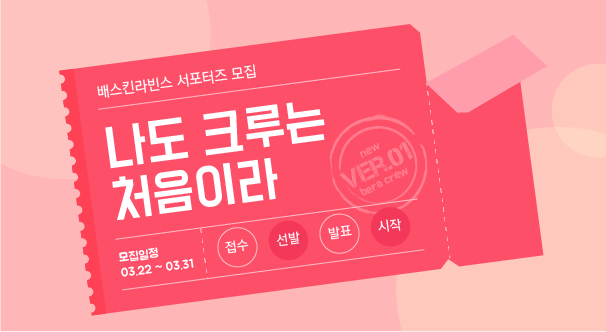 배스킨라빈스 서포터즈 모집
나도 크루는
처음이라
new
VER.01
bera crew
모집일정
03.22 ~ 03.31
접수 선발 발표 시작